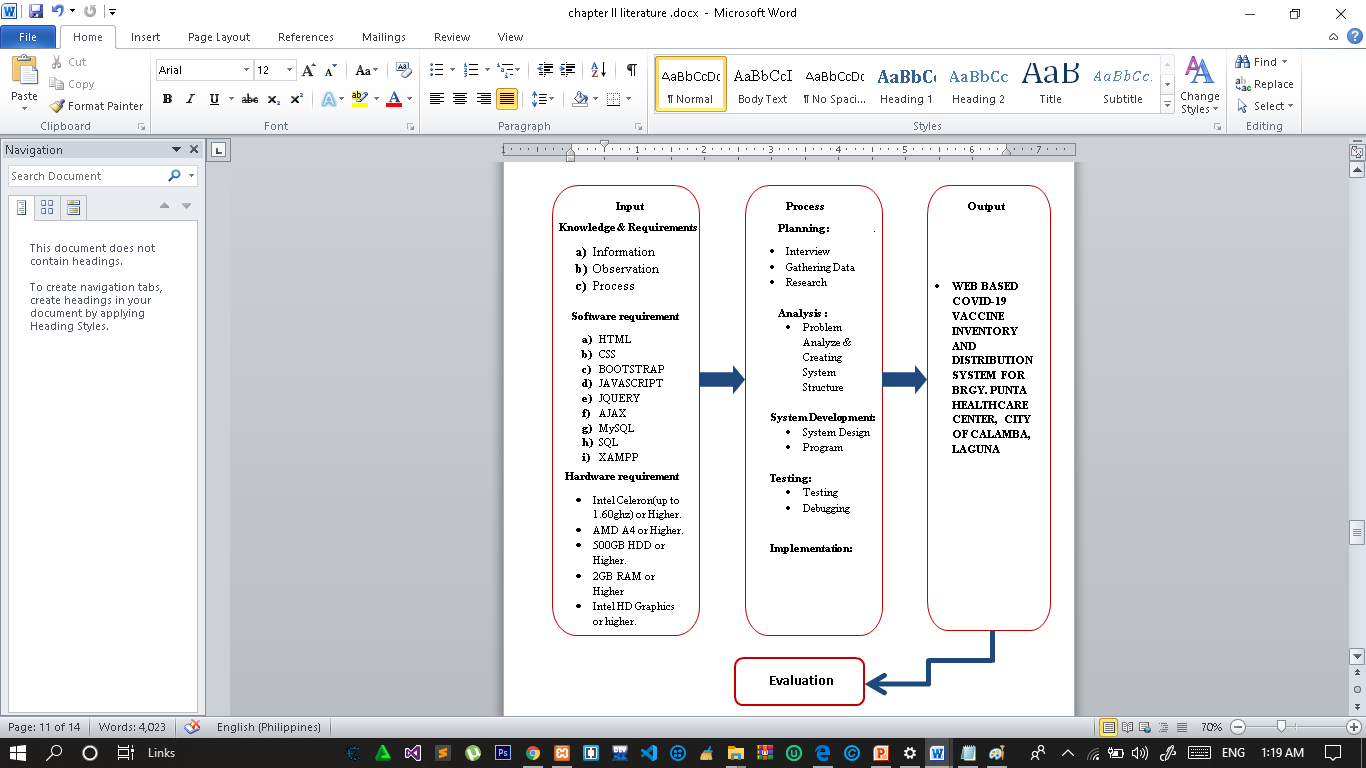 chapter II literature .docx - Microsoft Word
File
Home
Insert
Page Layout
References
Mailings
Review
View
Paste
Cut
Copy
Format Painter
Clipboard
Arial
12
Font
Paragraph
AaBbCcDc
¶ Normal
AaBbCcI
Body Text
AaBbCcDc
¶ No Spaci...
AaBbC
Heading 1
AaBbCc
Heading 2
AaB
Title
AaBbCc.
Subtitle
Styles
Change
Styles
Find
Replace
Select
Editing
Navigation
Search Document
This document does not
contain headings.
To create navigation tabs,
create headings in your
document by applying
Heading Styles.
1 2 3 4 5 6 7
Input
Knowledge & Requirements
a) Information
b) Observation
c) Process
Software requirement
a) HTML
b) CSS
c) BOOTSTRAP
d) JAVASCRIPT
e) JQUERY
f) AJAX
g) MySQL
h) SQL
i) XAMPP
Hardware requirement
• Intel Celeron(up to
1.60ghz) or Higher.
• AMD A4 or Higher.
• 500GB HDD or
Higher.
• 2GB RAM or
Higher
• Intel HD Graphics
or higher.
Process
Planning : .
• Interview
• Gathering Data
• Research
Analysis :
• Problem
Analyze &
Creating
System
Structure
System Development:
• System Design
• Program
Testing:
• Testing
• Debugging
Implementation:
Output
• WEB BASED
COVID-19
VACCINE
INVENTORY
AND
DISTRIBUTION
SYSTEM FOR
BRGY. PUNTA
HEALTHCARE
CENTER, CITY
OF CALAMBA,
LAGUNA
Evaluation
Page: 11 of 14
Words: 4,023
English (Philippines)
70%
Links
ENG
1:19 AM